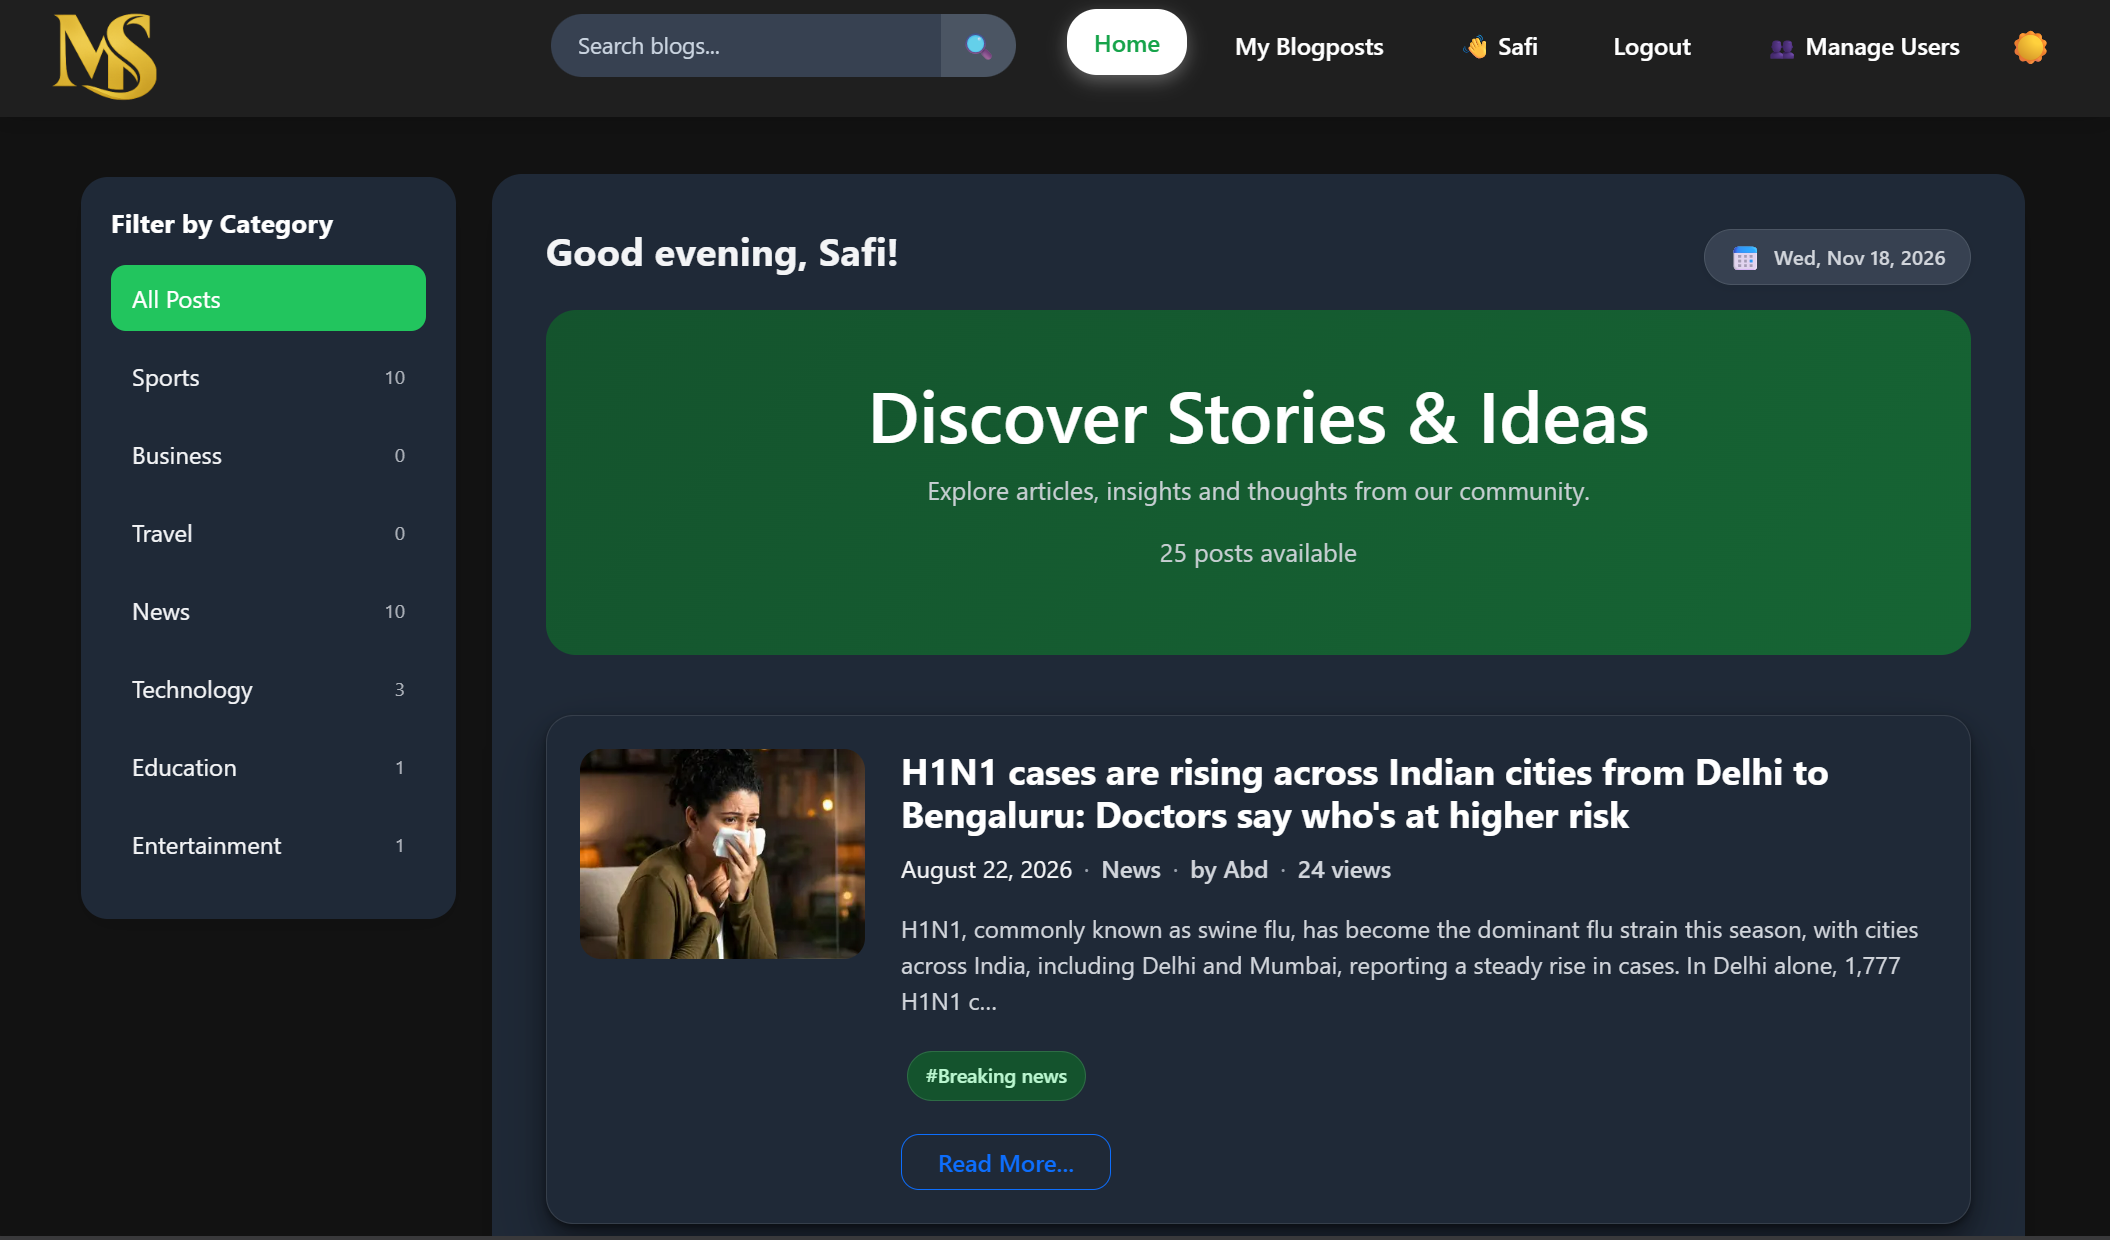 MS
Search blogs...
Home
My Blogposts
👋 Safi
Logout
Manage Users
Filter by Category
All Posts
Sports 10
Business 0
Travel 0
News 10
Technology 3
Education 1
Entertainment 1
Good evening, Safi!
Wed, Nov 18, 2026
Discover Stories & Ideas
Explore articles, insights and thoughts from our community.
25 posts available
H1N1 cases are rising across Indian cities from Delhi to
Bengaluru: Doctors say who's at higher risk
August 22, 2026 · News · by Abd · 24 views
H1N1, commonly known as swine flu, has become the dominant flu strain this season, with cities
across India, including Delhi and Mumbai, reporting a steady rise in cases. In Delhi alone, 1,777
H1N1 c...
#Breaking news
Read More...